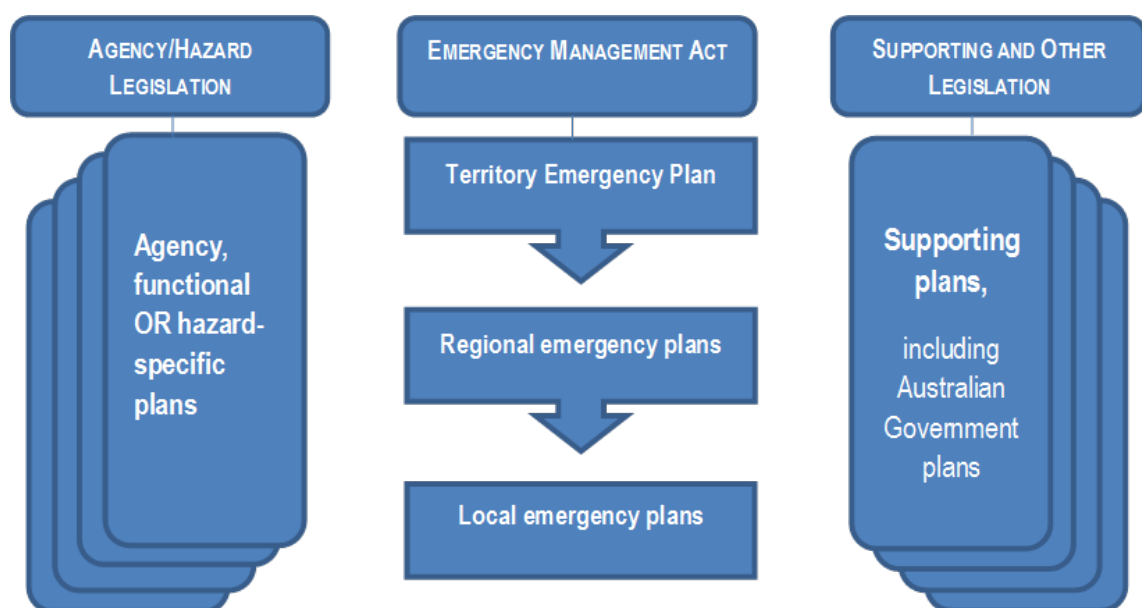 AGENCY/HAZARD
LEGISLATION
Agency,
functional
OR hazard-
specific
plans
EMERGENCY MANAGEMENT ACT
Territory Emergency Plan
Regional emergency plans
Local emergency plans
SUPPORTING AND OTHER
LEGISLATION
Supporting
plans,
including
Australian
Government
plans